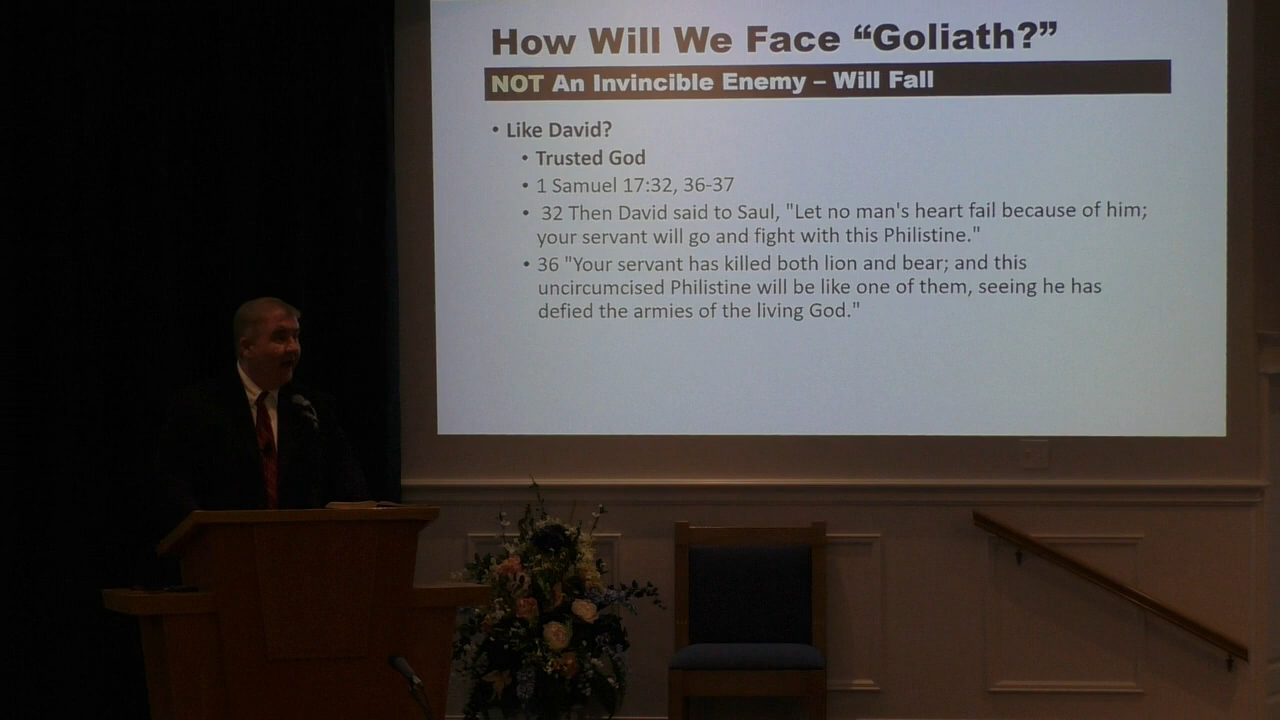 How Will We Face “Goliath?”
NOT An Invincible Enemy – Will Fall
• Like David?
• Trusted God
• 1 Samuel 17:32, 36-37
• 32 Then David said to Saul, "Let no man's heart fail because of him;
your servant will go and fight with this Philistine."
• 36 "Your servant has killed both lion and bear; and this
uncircumcised Philistine will be like one of them, seeing he has
defied the armies of the living God."